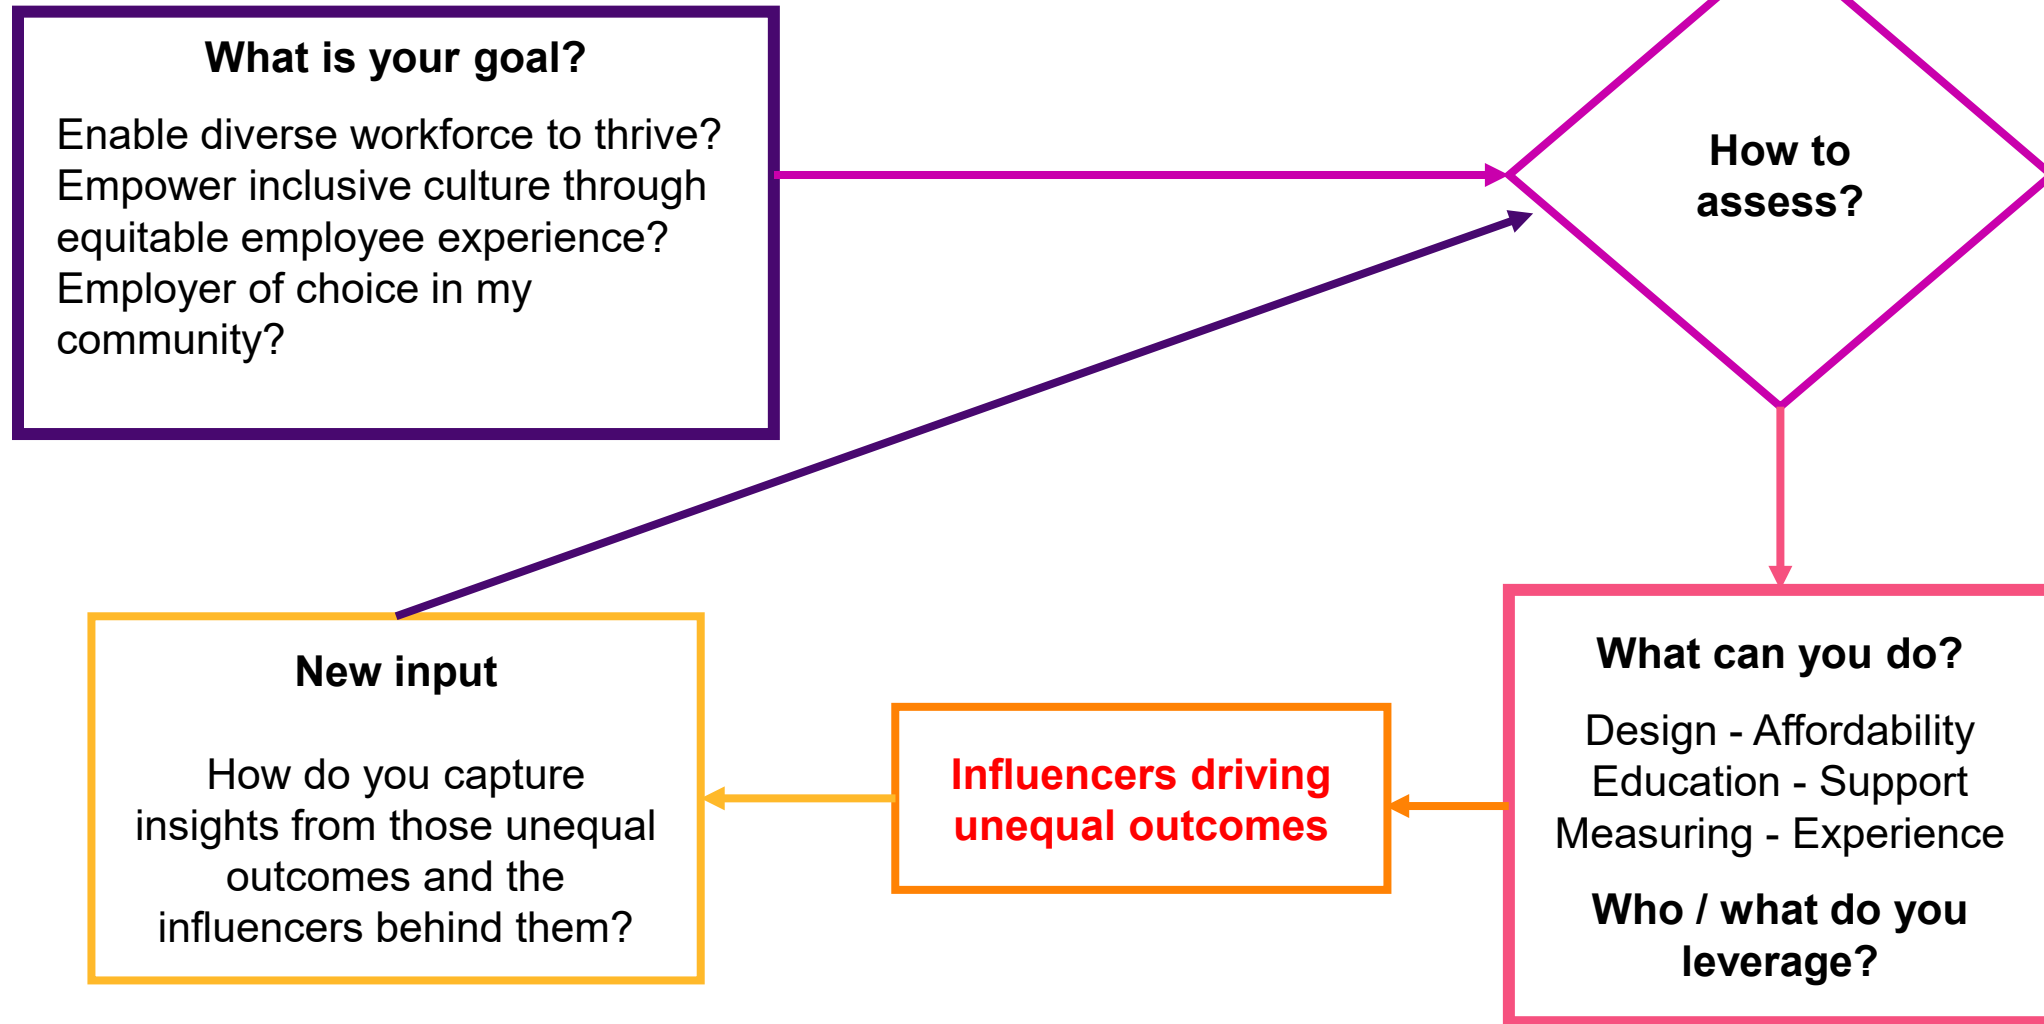 What is your goal?
Enable diverse workforce to thrive?
Empower inclusive culture through
equitable employee experience?
Employer of choice in my
community?
How to
assess?
What can you do?
Design - Affordability
Education - Support
Measuring - Experience
Who / what do you
leverage?
Influencers driving
unequal outcomes
New input
How do you capture
insights from those unequal
outcomes and the
influencers behind them?